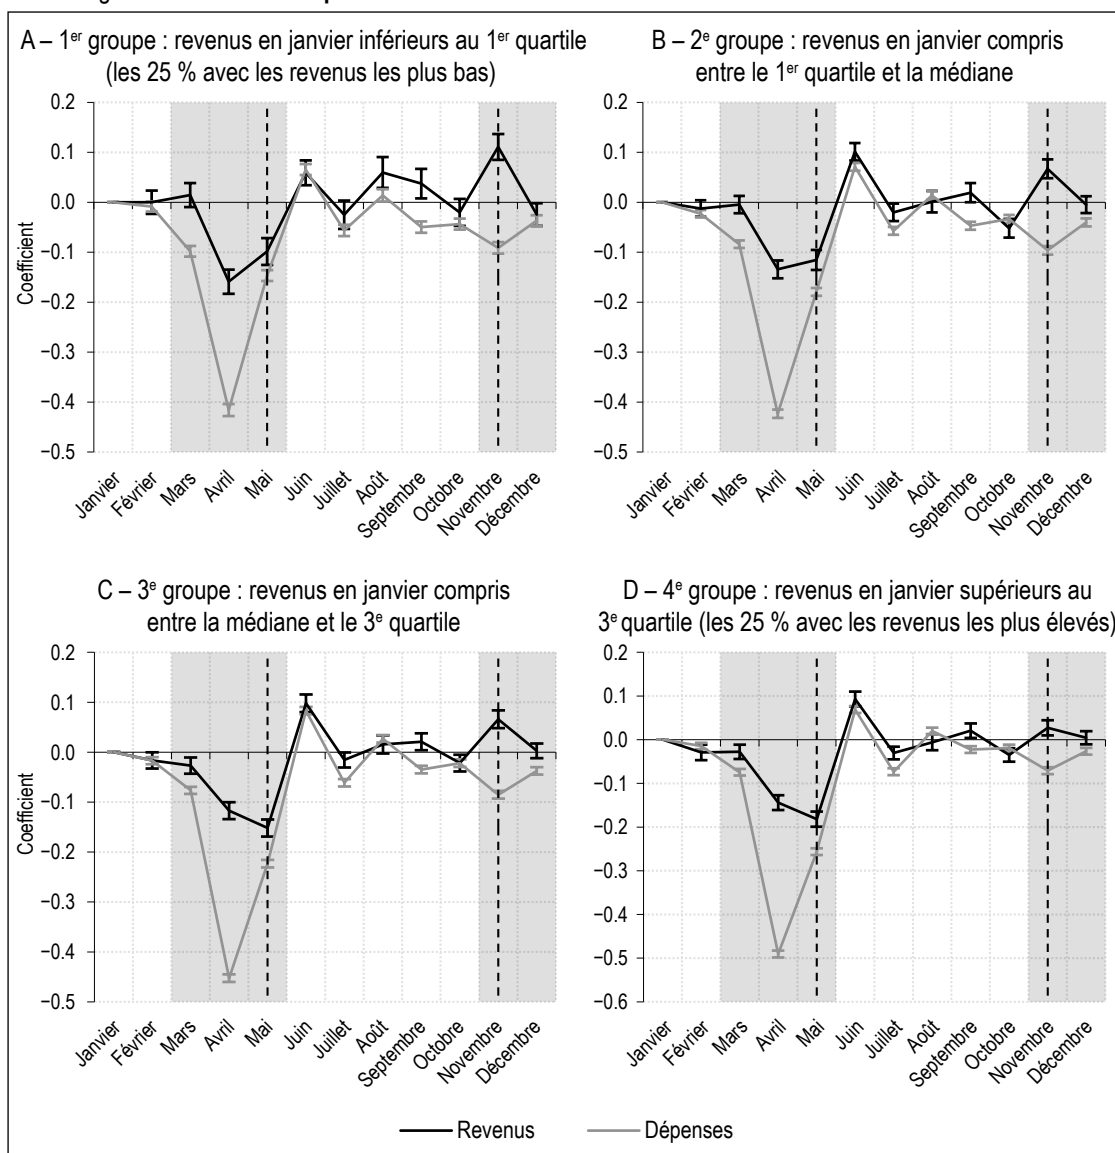 A – 1er groupe : revenus en janvier inférieurs au 1er quartile
(les 25 % avec les revenus les plus bas)
0.2
0.1
0.0
−0.1
−0.2
−0.3
−0.4
−0.5
Coefficient
Janvier
Février
Mars
Avril
Mai
Juin
Juillet
Août
Septembre
Octobre
Novembre
Décembre
B – 2e groupe : revenus en janvier compris
entre le 1er quartile et la médiane
0.2
0.1
0.0
−0.1
−0.2
−0.3
−0.4
−0.5
Janvier
Février
Mars
Avril
Mai
Juin
Juillet
Août
Septembre
Octobre
Novembre
Décembre
C – 3e groupe : revenus en janvier compris
entre la médiane et le 3e quartile
0.2
0.1
0.0
−0.1
−0.2
−0.3
−0.4
−0.5
Coefficient
Janvier
Février
Mars
Avril
Mai
Juin
Juillet
Août
Septembre
Octobre
Novembre
Décembre
D – 4e groupe : revenus en janvier supérieurs au
3e quartile (les 25 % avec les revenus les plus élevés)
0.2
0.1
0.0
−0.1
−0.2
−0.3
−0.4
−0.5
−0.6
Janvier
Février
Mars
Avril
Mai
Juin
Juillet
Août
Septembre
Octobre
Novembre
Décembre
Revenus
Dépenses